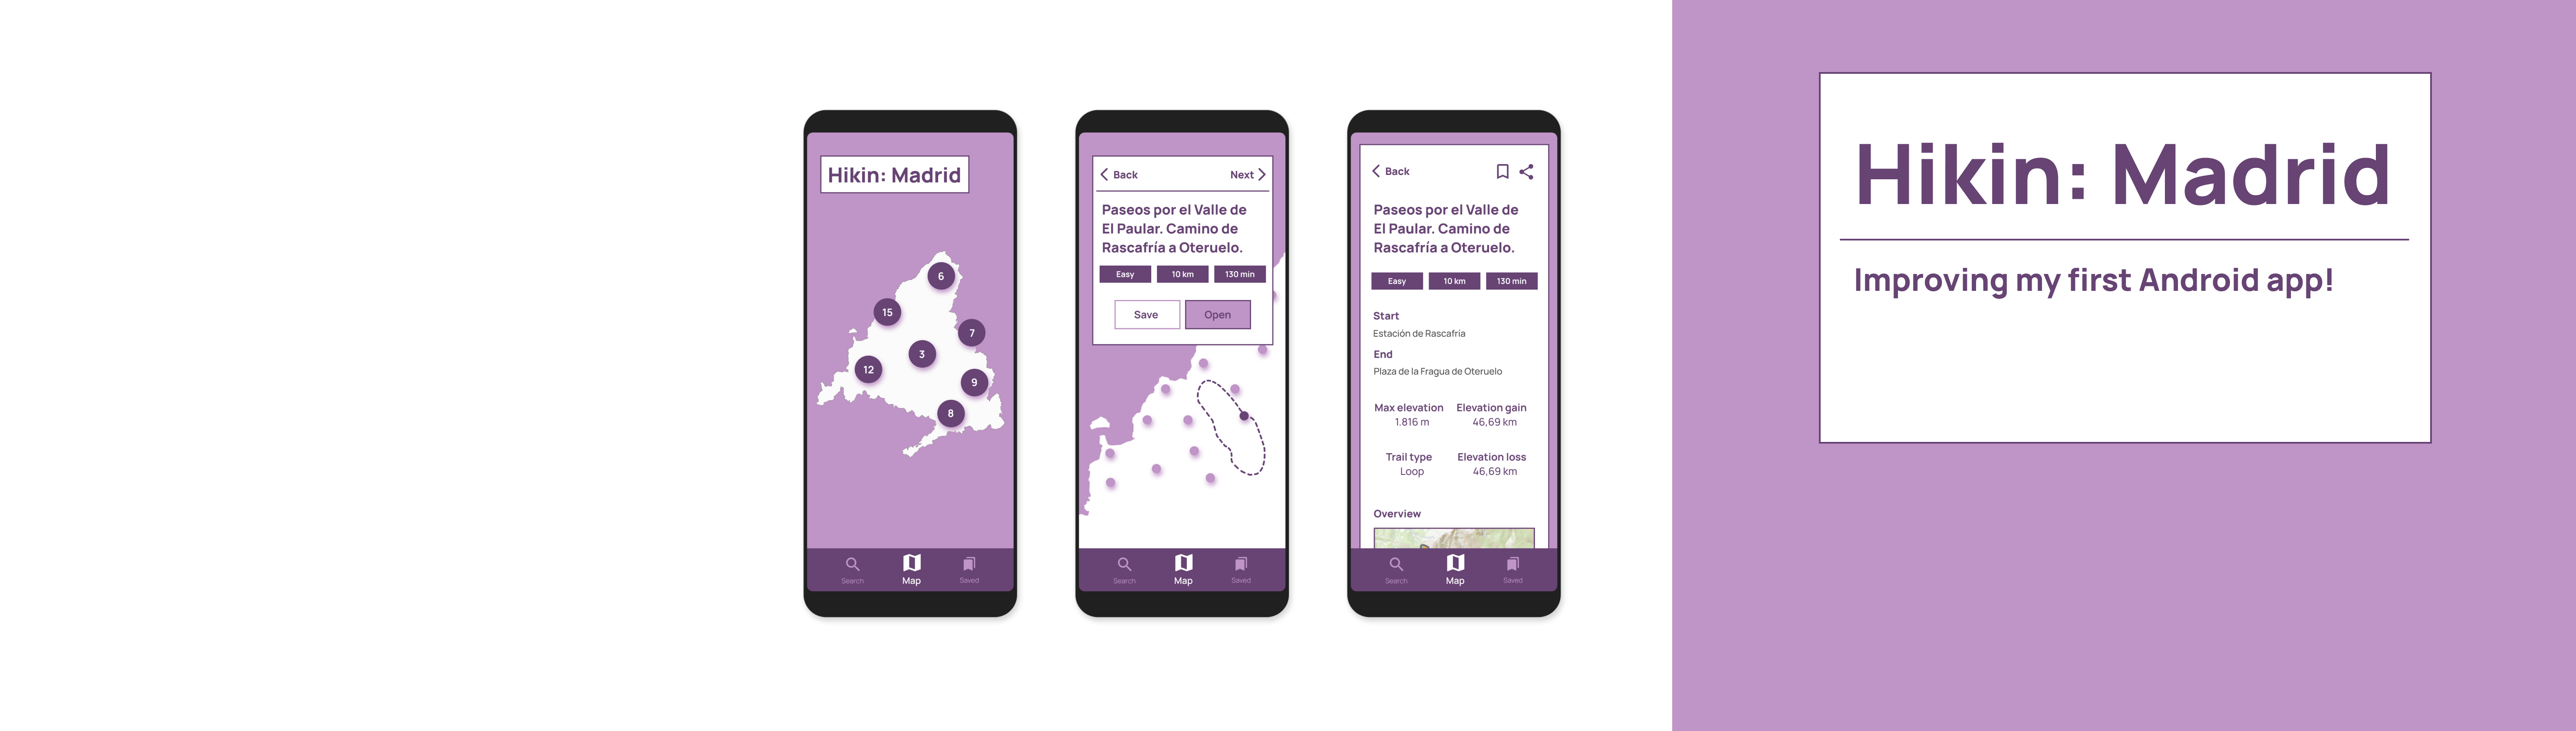 Hikin: Madrid
6
15
7
3
12
9
8
Search
Map
Saved
Back
Next
Paseos por el Valle de
El Paular. Camino de
Rascafría a Oteruelo.
Easy
10 km
130 min
Save
Open
Search
Map
Saved
Back
Paseos por el Valle de
El Paular. Camino de
Rascafría a Oteruelo.
Easy
10 km
130 min
Start
Estación de Rascafría
End
Plaza de la Fragua de Oteruelo
Max elevation
1.816 m
Elevation gain
46,69 km
Trail type
Loop
Elevation loss
46,69 km
Overview
Search
Map
Saved
Hikin: Madrid
Improving my first Android app!